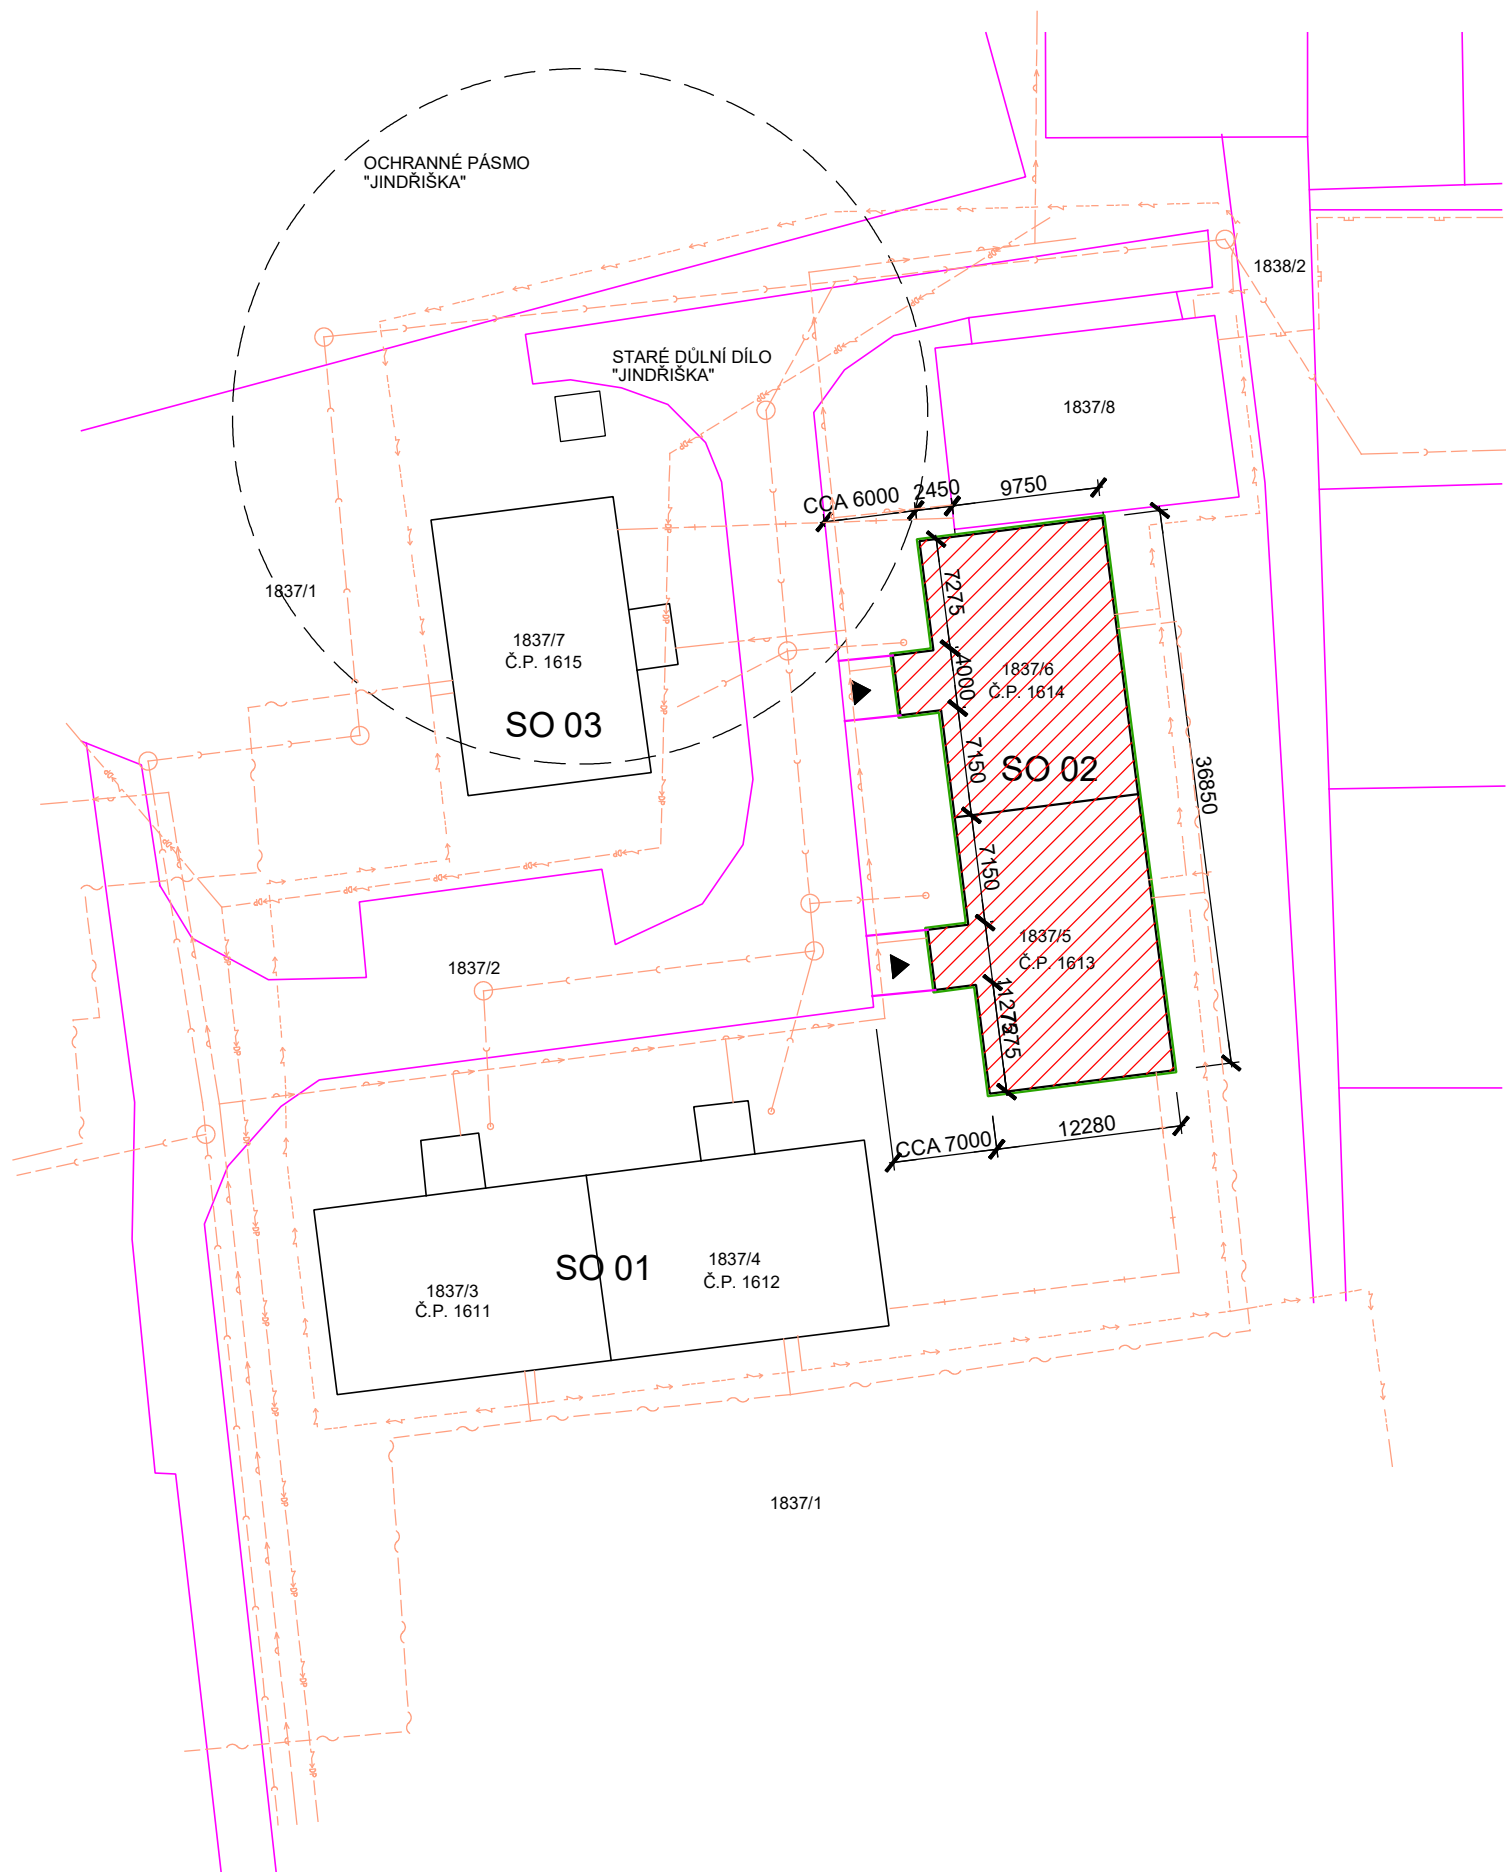 OCHRANNÉ PÁSMO
"JINDŘIŠKA"
1838/2
STARÉ DŮLNÍ DÍLO
"JINDŘIŠKA"
1837/8
CCA 6000
2450
9750
7275
1837/1
1837/7
Č.P. 1615
SO 03
4000
1837/6
Č.P. 1614
7150
SO 02
36850
7150
1837/5
Č.P. 1613
1837/2
CCA 7000
12280
SO 01
1837/4
Č.P. 1612
1837/3
Č.P. 1611
1837/1